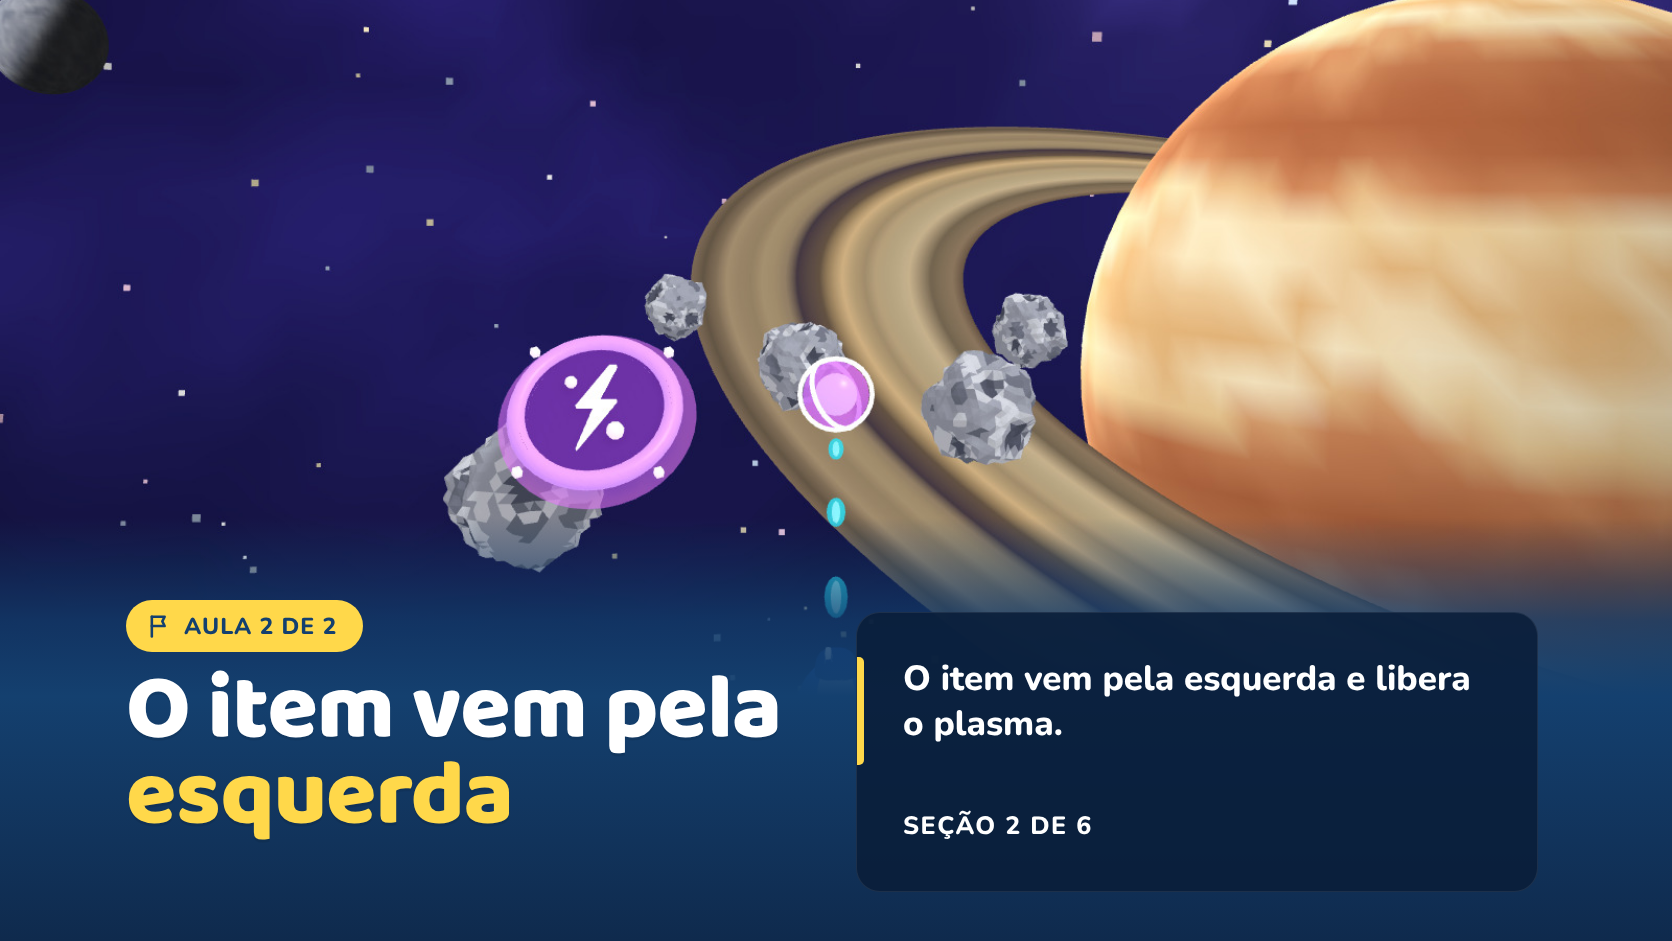 AULA 2 DE 2
O item vem pela
esquerda
O item vem pela esquerda e libera
o plasma.
SEÇÃO 2 DE 6